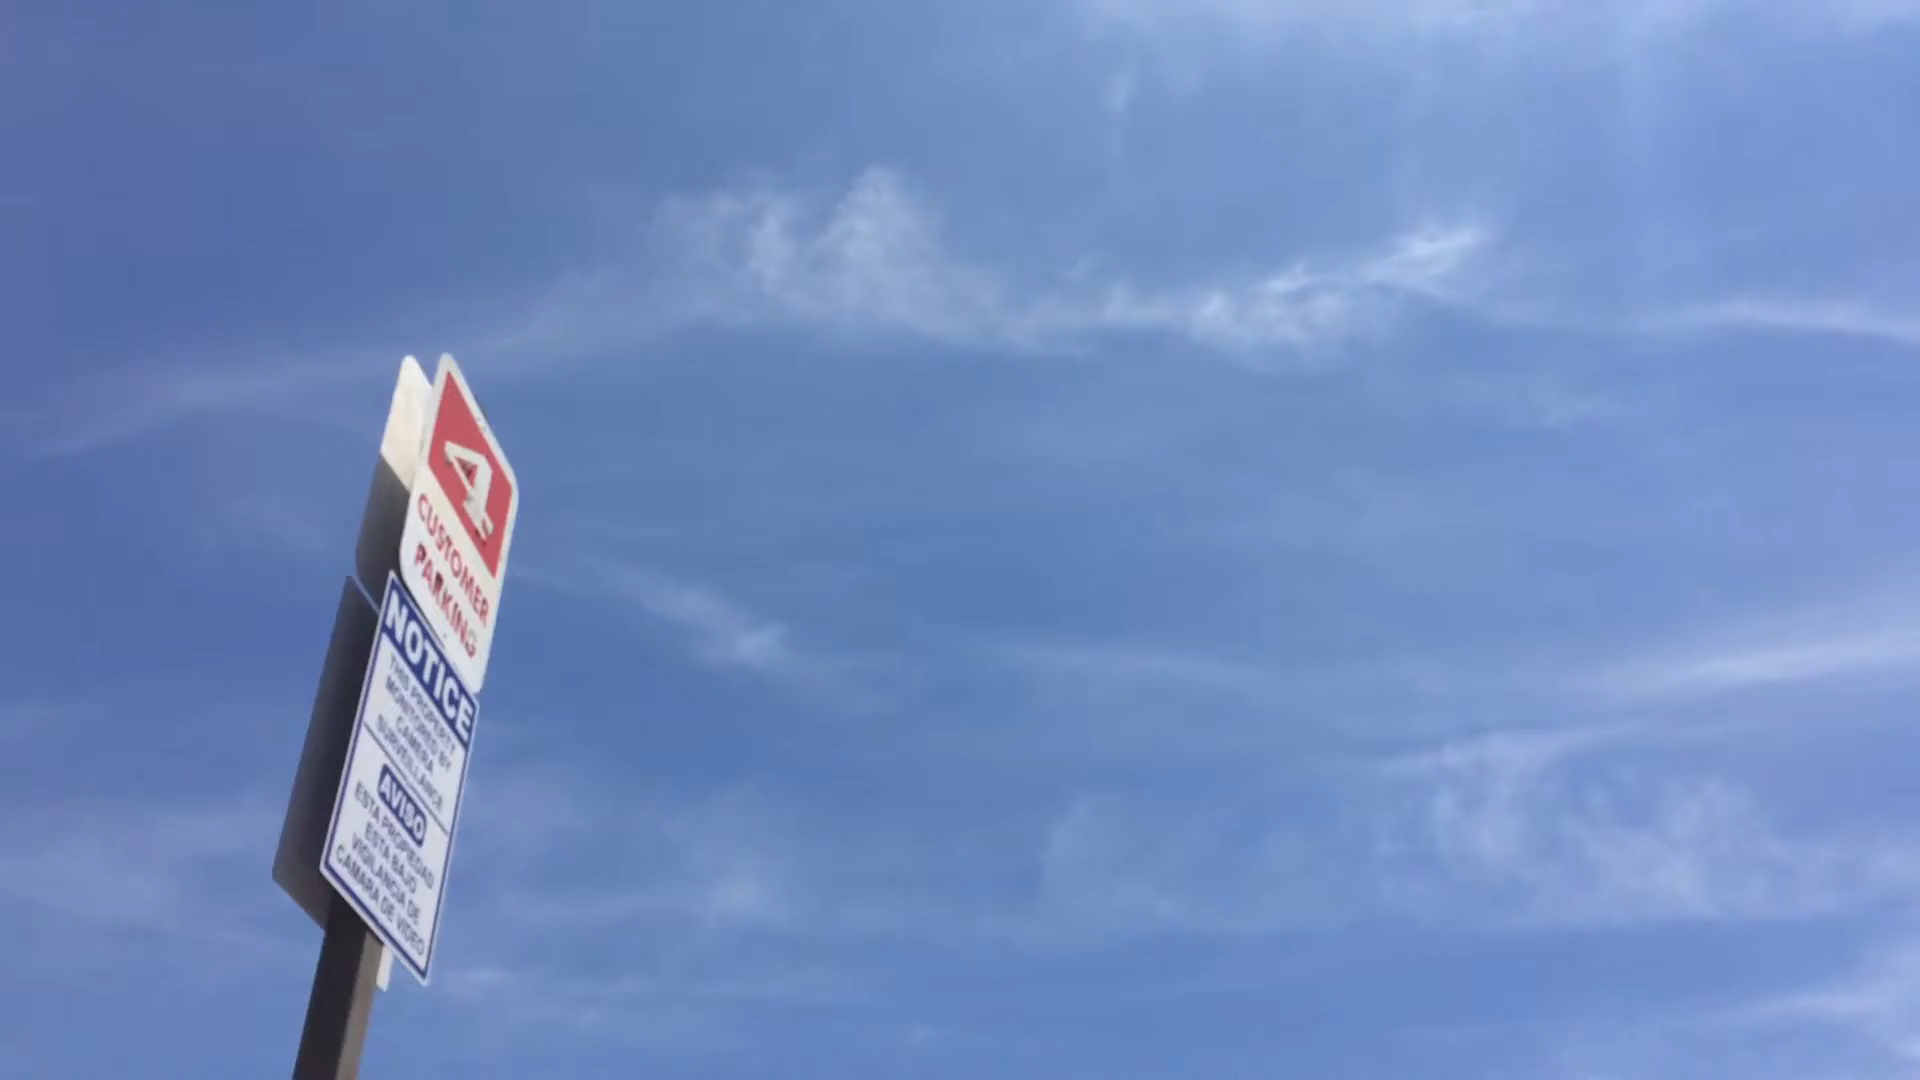 4
CUSTOMER
PARKING
NOTICE
THIS PROPERTY
MONITORED BY
CAMERA
SURVEILLANCE
AVISO
ESTA PROPIEDAD
ESTA BAJO
VIGILANCIA DE
CAMARA DE VIDEO